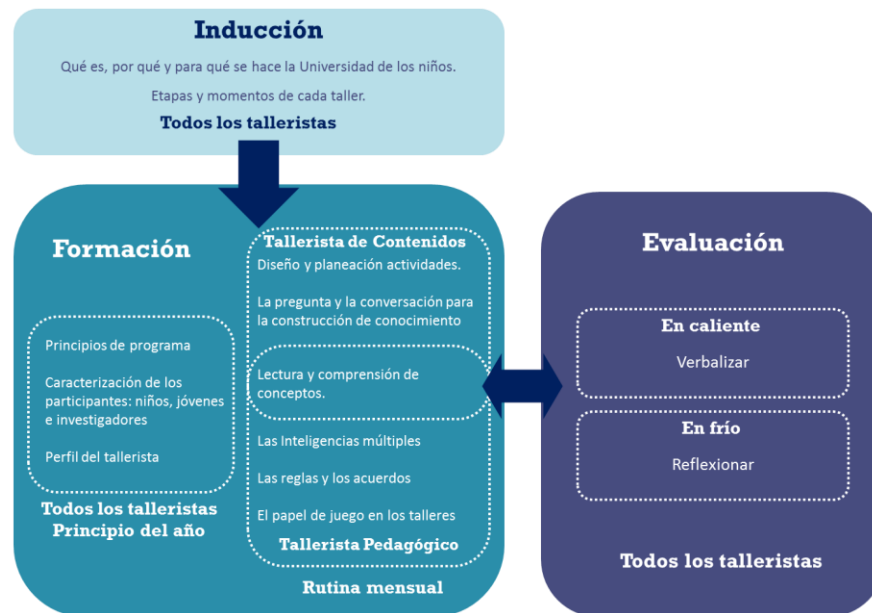 Inducción
Qué es, por qué y para qué se hace la Universidad de los niños.
Etapas y momentos de cada taller.
Todos los talleristas
Formación
Principios de programa
Caracterización de los
participantes: niños, jóvenes
e investigadores
Perfil del tallerista
Todos los talleristas
Principio del año
Tallerista de Contenidos
Diseño y planeación actividades.
La pregunta y la conversación para
la construcción de conocimiento
Lectura y comprensión de
conceptos.
Las Inteligencias múltiples
Las reglas y los acuerdos
El papel de juego en los talleres
Tallerista Pedagógico
Rutina mensual
Evaluación
En caliente
Verbalizar
En frío
Reflexionar
Todos los talleristas